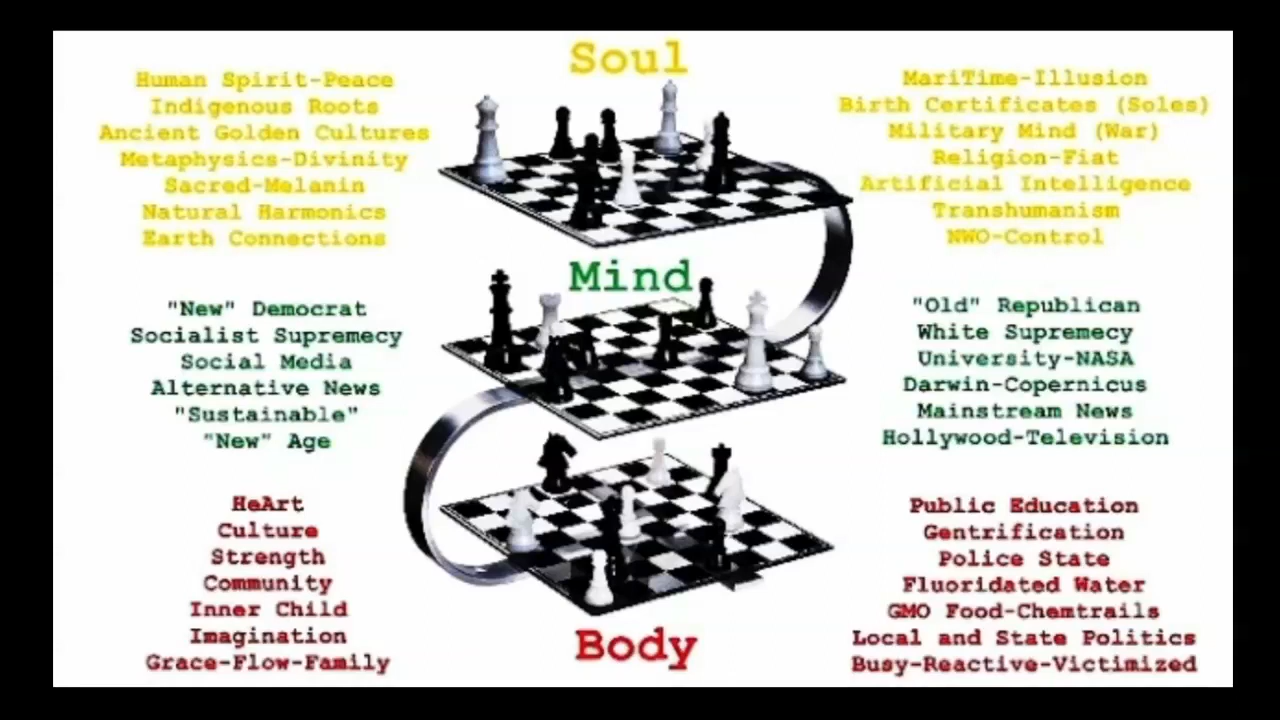 Soul
Human Spirit-Peace
Indigenous Roots
Ancient Golden Cultures
Metaphysics-Divinity
Sacred-Melanin
Natural Harmonics
Earth Connections
MariTime-Illusion
Birth Certificates (Soles)
Military Mind (War)
Religion-Fiat
Artificial Intelligence
Transhumanism
NWO-Control
Mind
"New" Democrat
Socialist Supremecy
Social Media
Alternative News
"Sustainable"
"New" Age
"Old" Republican
White Supremecy
University-NASA
Darwin-Copernicus
Mainstream News
Hollywood-Television
HeArt
Culture
Strength
Community
Inner Child
Imagination
Grace-Flow-Family
Public Education
Gentrification
Police State
Fluoridated Water
GMO Food-Chemtrails
Local and State Politics
Busy-Reactive-Victimized
Body